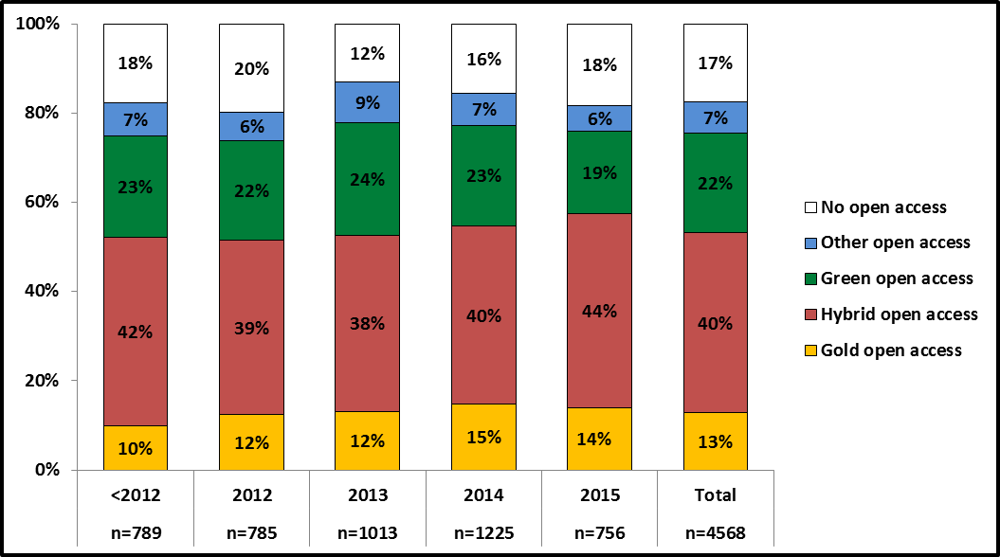 100%
18% 20% 12% 16% 18% 17%
80%
7% 6% 9% 7% 6% 7%
23% 22% 24% 23% 19% 22%
60%
No open access
Other open access
Green open access
Hybrid open access
Gold open access
40%
42% 39% 38% 40% 44% 40%
20%
10% 12% 12% 15% 14% 13%
0%
<2012 2012 2013 2014 2015 Total
n=789 n=785 n=1013 n=1225 n=756 n=4568